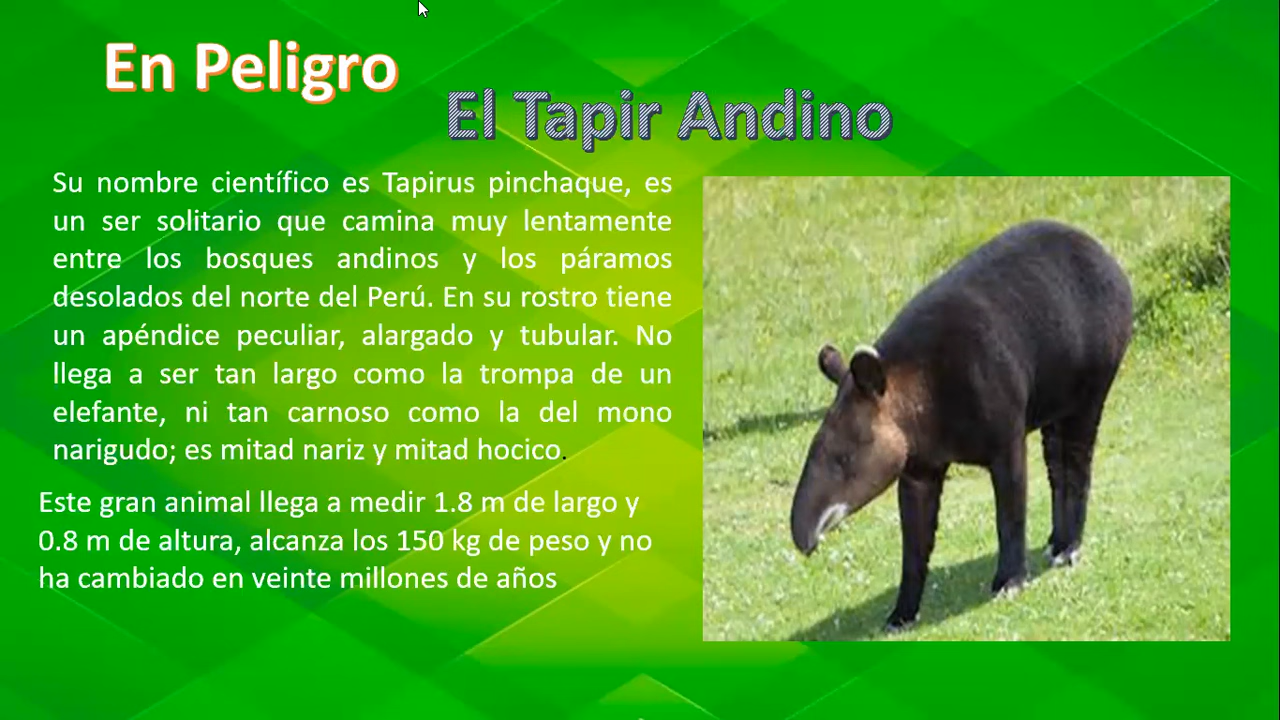 En Peligro
El Tapir Andino
Su nombre científico es Tapirus pinchaque, es
un ser solitario que camina muy lentamente
entre los bosques andinos y los páramos
desolados del norte del Perú. En su rostro tiene
un apéndice peculiar, alargado y tubular. No
llega a ser tan largo como la trompa de un
elefante, ni tan carnoso como la del mono
narigudo; es mitad nariz y mitad hocico.
Este gran animal llega a medir 1.8 m de largo y
0.8 m de altura, alcanza los 150 kg de peso y no
ha cambiado en veinte millones de años